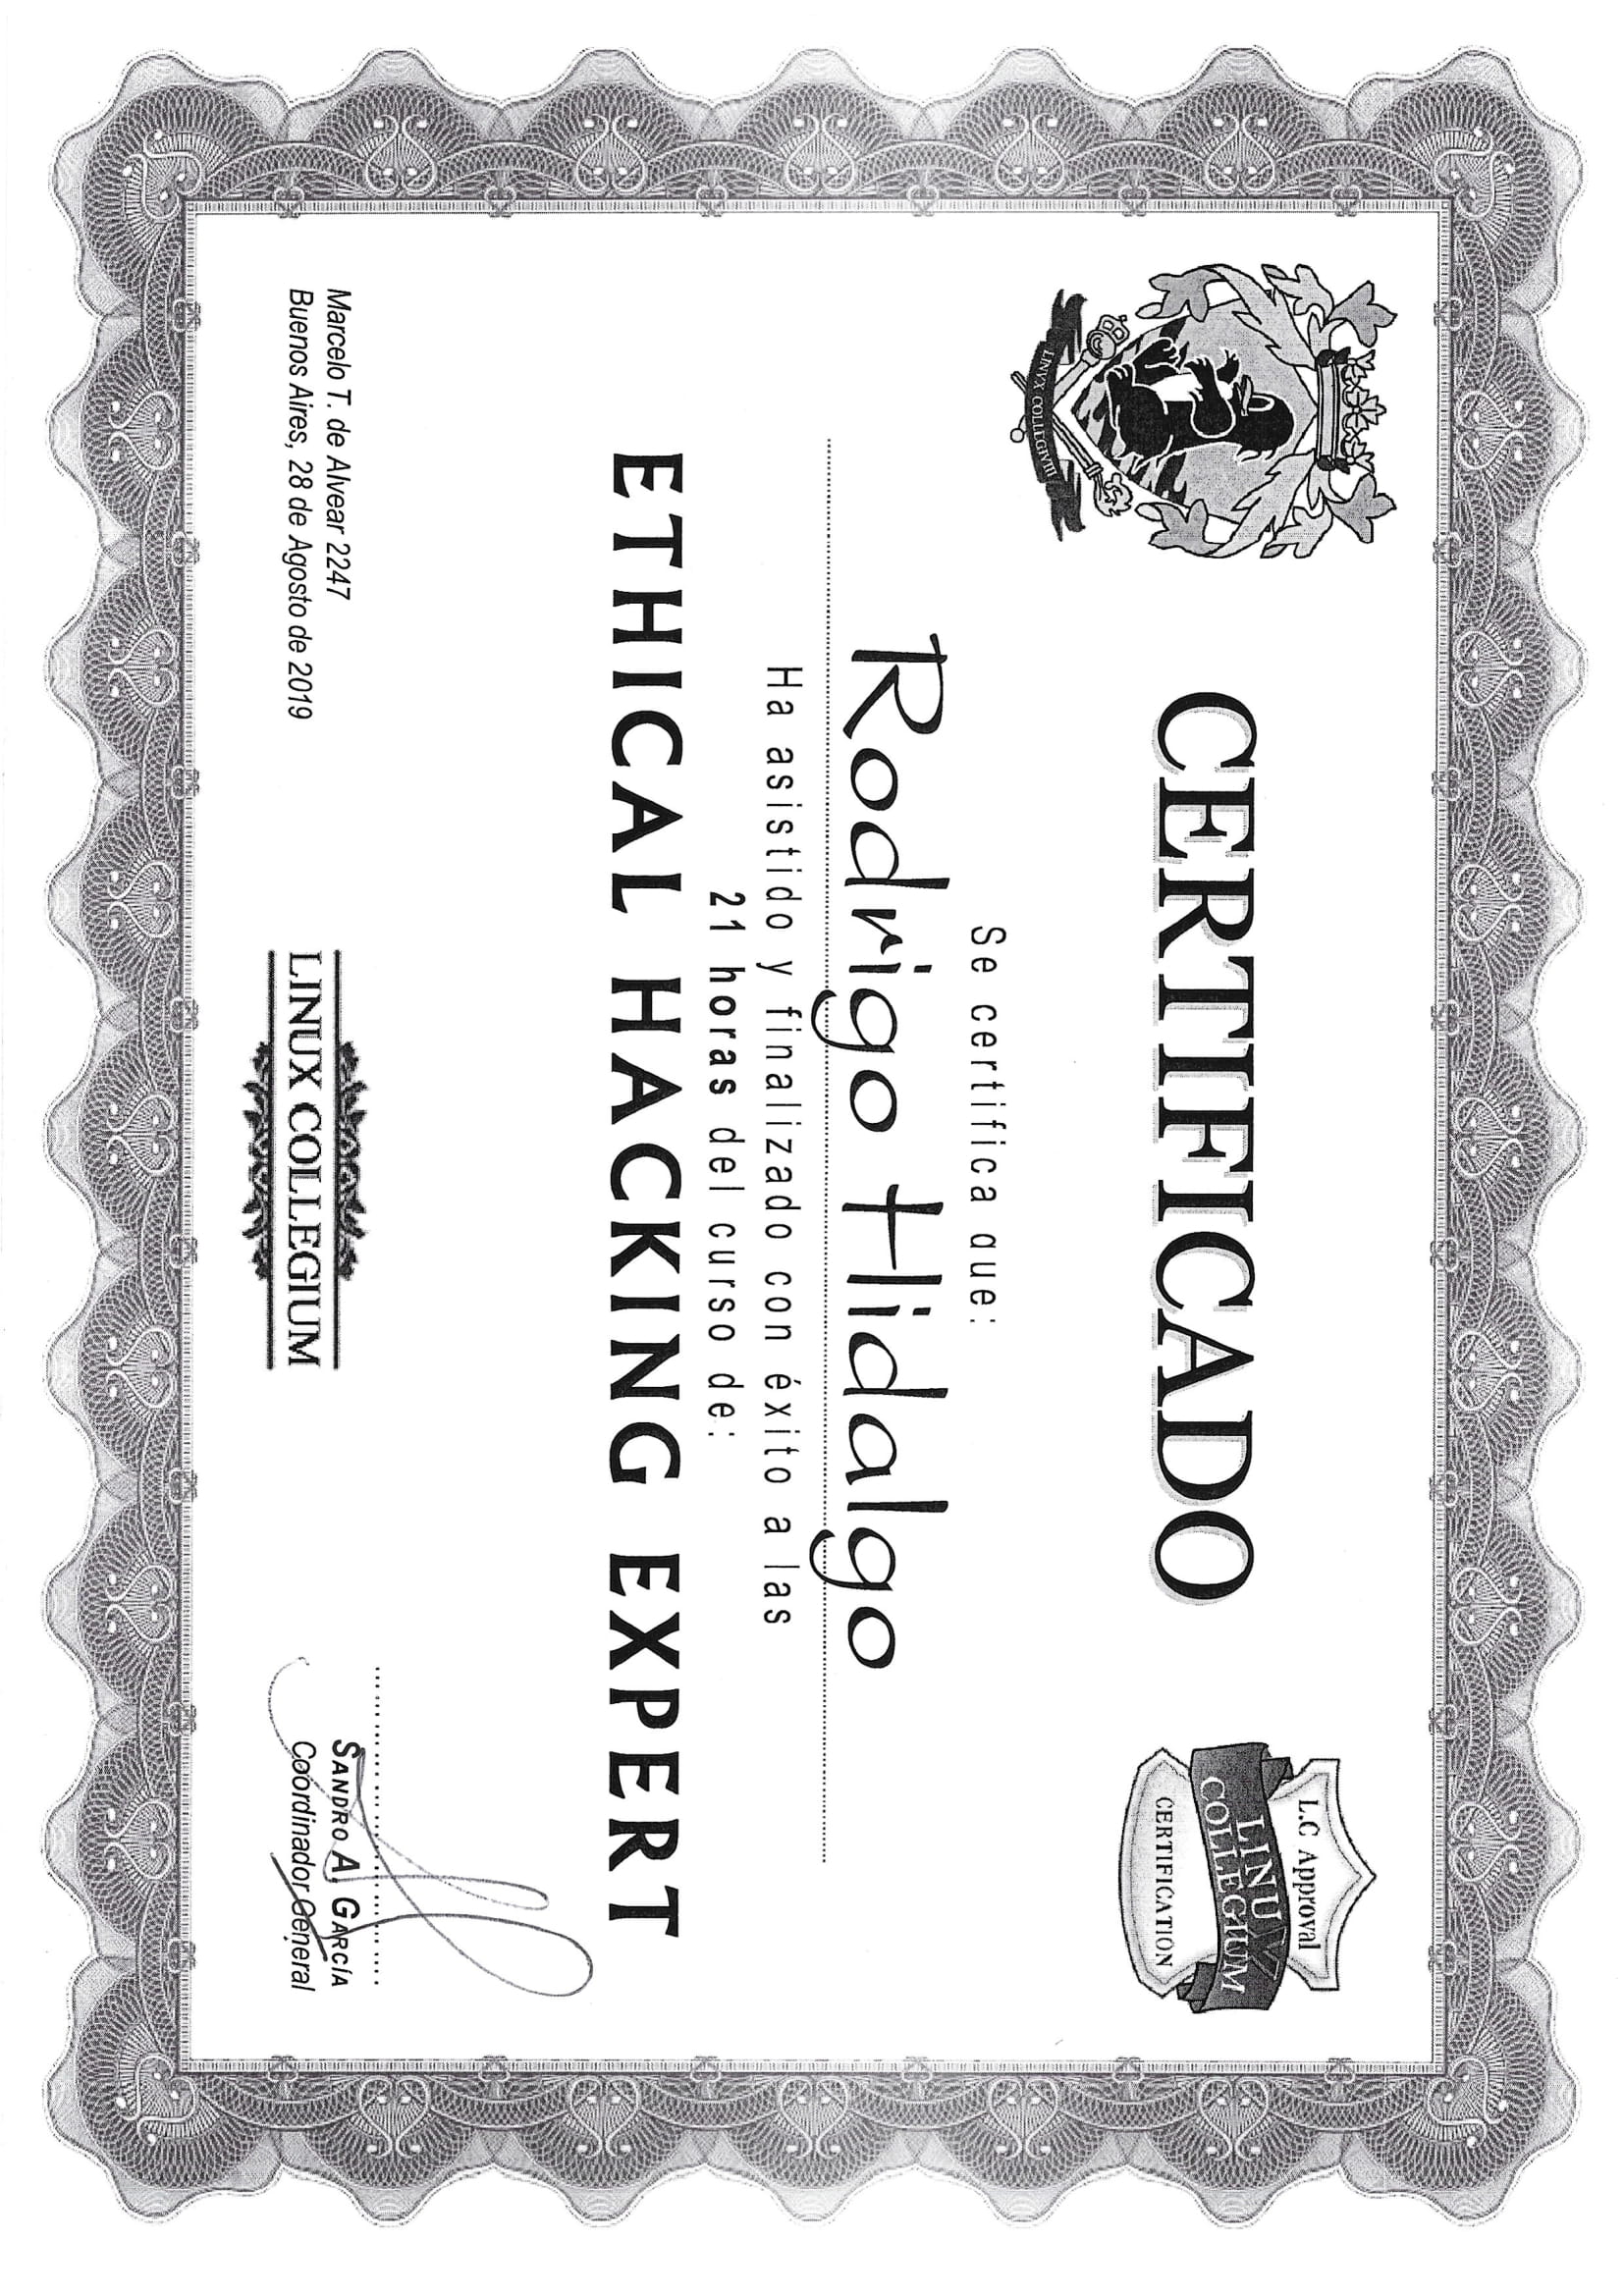 L.C Approval
LINUX
COLLEGIUM
CERTIFICATION
CERTIFICADO
LINVX COLLEGIVM
Se certifica que:
Rodrigo Hidalgo
Ha asistido y finalizado con éxito a las
21 horas del curso de:
ETHICAL HACKING EXPERT
Marcelo T. de Alvear 2247
Buenos Aires, 28 de Agosto de 2019
LINUX COLLEGIUM
SANDRO A. GARCÍA
Coordinador General